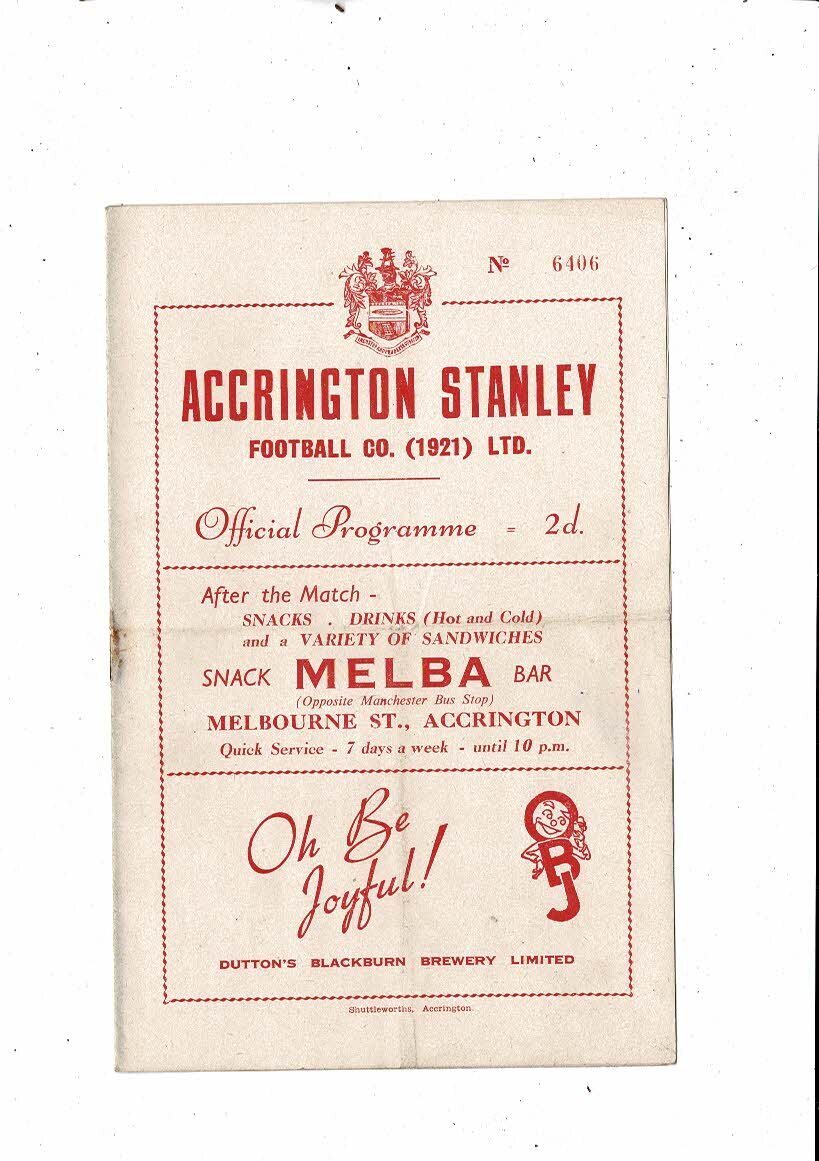 Nº 6406
ACCRINGTON STANLEY
FOOTBALL CO. (1921) LTD.
Official Programme = 2d.
After the Match -
SNACKS . DRINKS (Hot and Cold)
and a VARIETY OF SANDWICHES
SNACK MELBA BAR
(Opposite Manchester Bus Stop)
MELBOURNE ST., ACCRINGTON
Quick Service - 7 days a week - until 10 p.m.
Oh Be
Joyful!
OBJ
DUTTON'S BLACKBURN BREWERY LIMITED
Shuttleworths, Accrington.